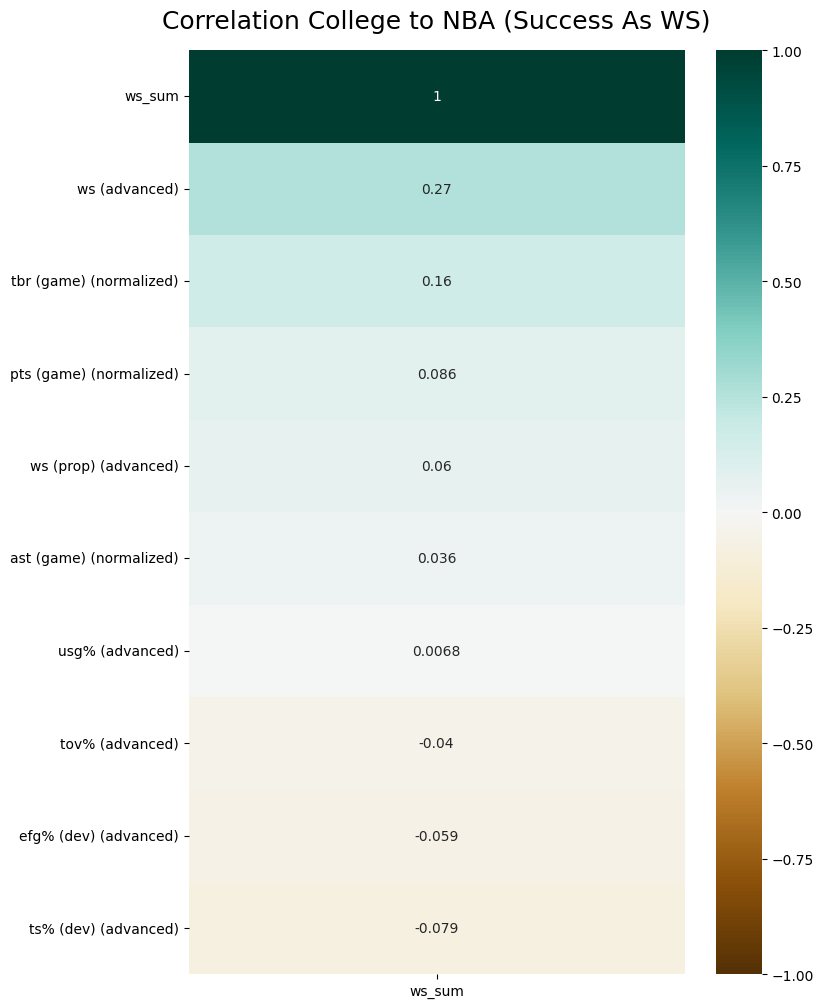 Correlation College to NBA (Success As WS)
ws_sum
1
ws (advanced)
0.27
tbr (game) (normalized)
0.16
pts (game) (normalized)
0.086
ws (prop) (advanced)
0.06
ast (game) (normalized)
0.036
usg% (advanced)
0.0068
tov% (advanced)
-0.04
efg% (dev) (advanced)
-0.059
ts% (dev) (advanced)
-0.079
ws_sum
1.00
0.75
0.50
0.25
0.00
−0.25
−0.50
−0.75
−1.00